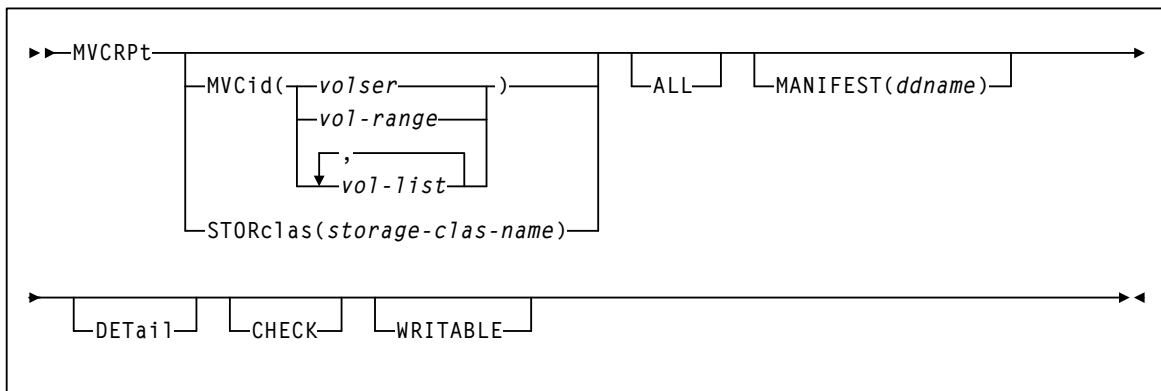 MVCRPt
MVCid( volser )
vol-range
,
vol-list
STORclas(storage-clas-name)
ALL
MANIFEST(ddname)
DETail
CHECK
WRITABLE